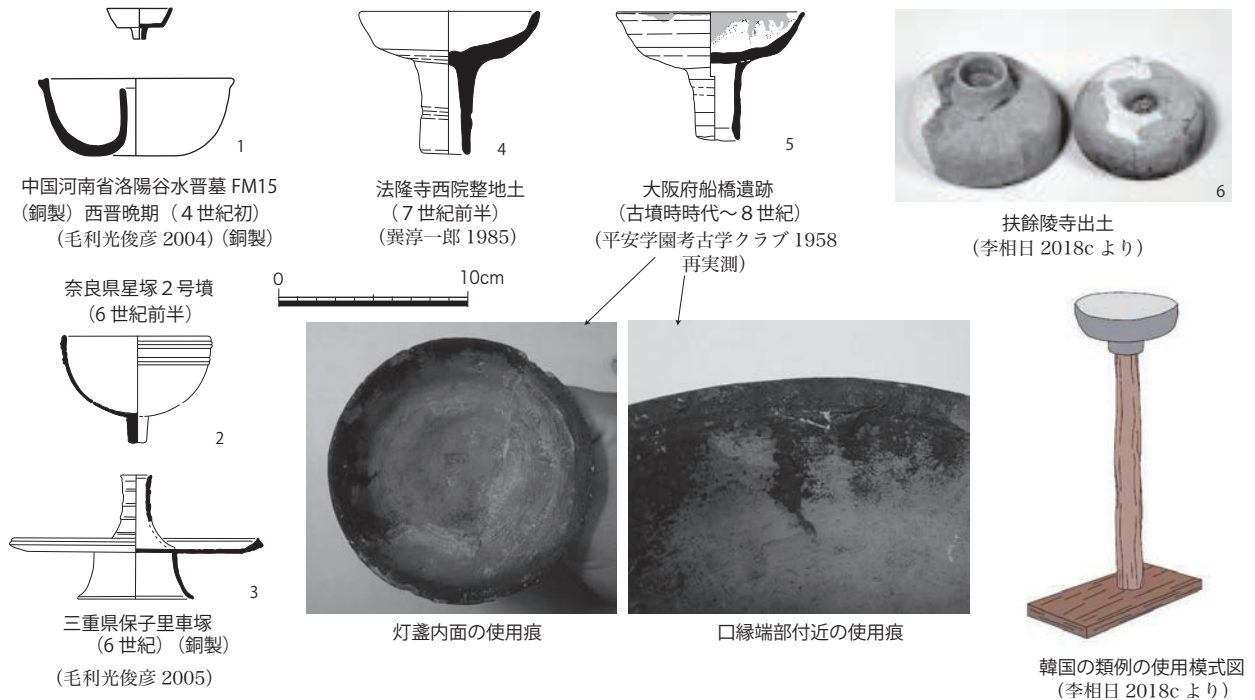 1
中国河南省洛陽谷水晋墓 FM15
（銅製）西晋晩期（４世紀初）
（毛利光俊彦 2004）（銅製）
4
法隆寺西院整地土
（７世紀前半）
（巽淳一郎 1985）
5
大阪府船橋遺跡
（古墳時時代～８世紀）
（平安学園考古学クラブ 1958
再実測）
6
扶餘陵寺出土
（李相日 2018c より）
奈良県星塚２号墳
（6 世紀前半）
2
0 10cm
3
三重県保子里車塚
（6 世紀）（銅製）
（毛利光俊彦 2005）
灯盞内面の使用痕
口縁端部付近の使用痕
韓国の類例の使用模式図
（李相日 2018c より）